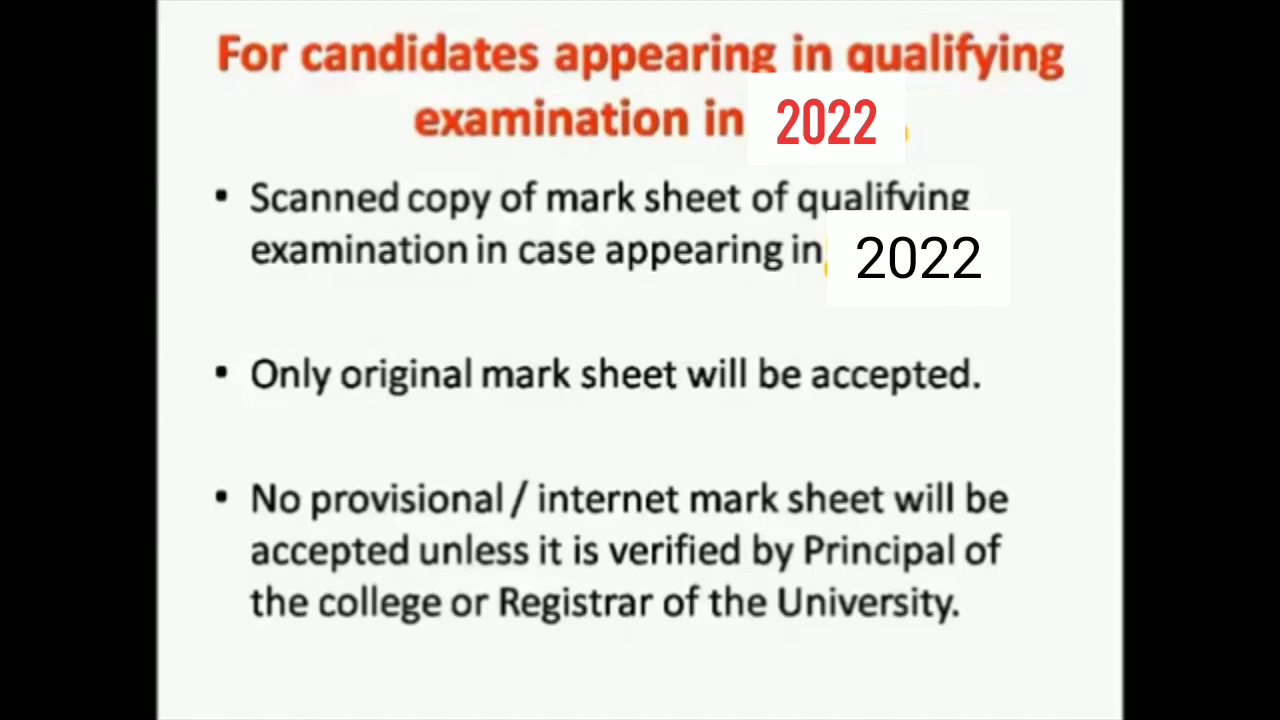 For candidates appearing in qualifying
examination in 2022
▪ Scanned copy of mark sheet of qualifying
examination in case appearing in 2022
▪ Only original mark sheet will be accepted.
▪ No provisional / internet mark sheet will be
accepted unless it is verified by Principal of
the college or Registrar of the University.